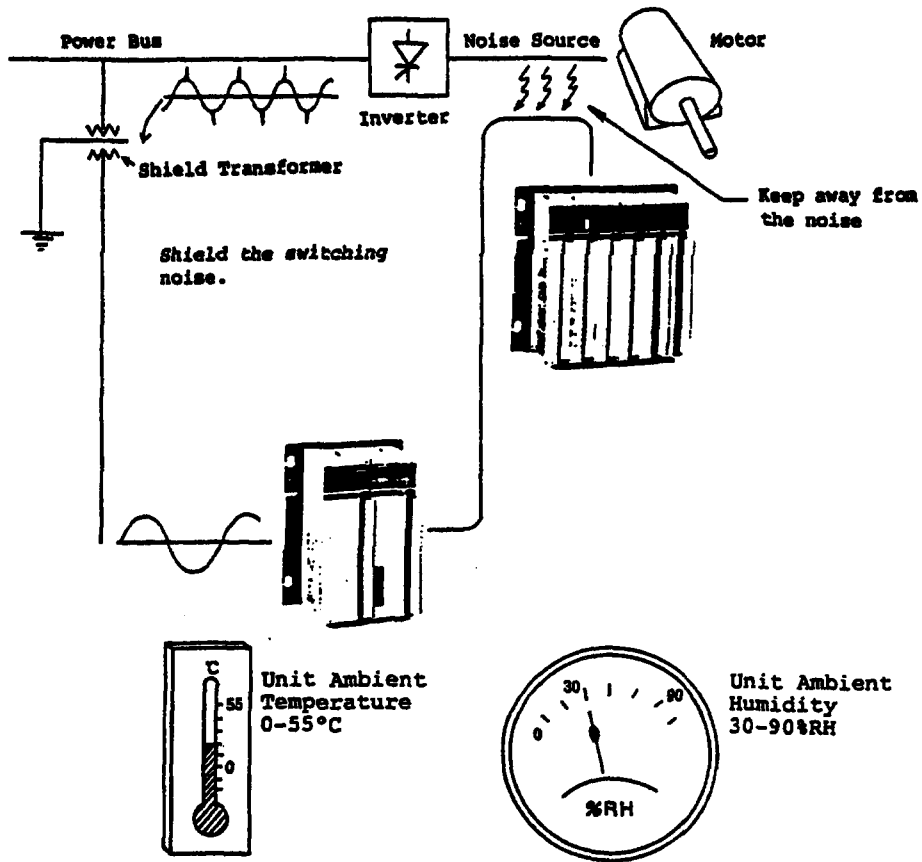 Power Bus
Noise Source
Motor
Inverter
Shield Transformer
Keep away from
the noise
Shield the switching
noise.
℃
55
0
Unit Ambient
Temperature
0-55°C
0
30
90
%RH
Unit Ambient
Humidity
30-90%RH